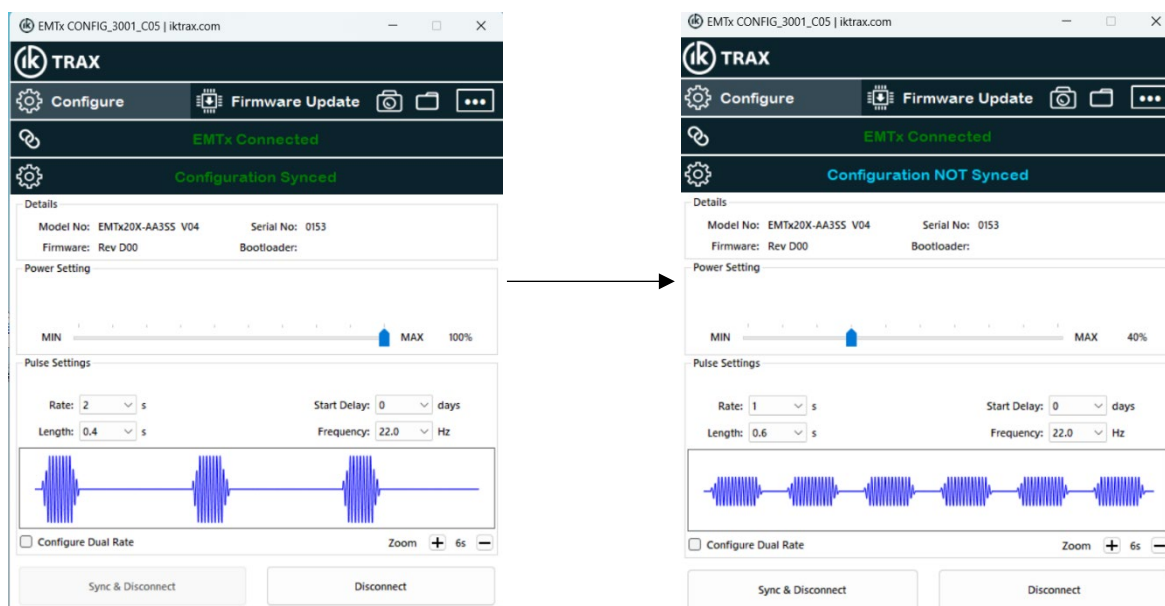 EMTx CONFIG_3001_C05 | iktrax.com
ik TRAX
Configure Firmware Update
EMTx Connected
Configuration Synced
Details
Model No: EMTx20X-AA3SS V04 Serial No: 0153
Firmware: Rev D00 Bootloader:
Power Setting
MIN MAX 100%
Pulse Settings
Rate: 2 s Start Delay: 0 days
Length: 0.4 s Frequency: 22.0 Hz
Configure Dual Rate Zoom + 6s −
Sync & Disconnect Disconnect
EMTx CONFIG_3001_C05 | iktrax.com
ik TRAX
Configure Firmware Update
EMTx Connected
Configuration NOT Synced
Details
Model No: EMTx20X-AA3SS V04 Serial No: 0153
Firmware: Rev D00 Bootloader:
Power Setting
MIN MAX 40%
Pulse Settings
Rate: 1 s Start Delay: 0 days
Length: 0.6 s Frequency: 22.0 Hz
Configure Dual Rate Zoom + 6s −
Sync & Disconnect Disconnect